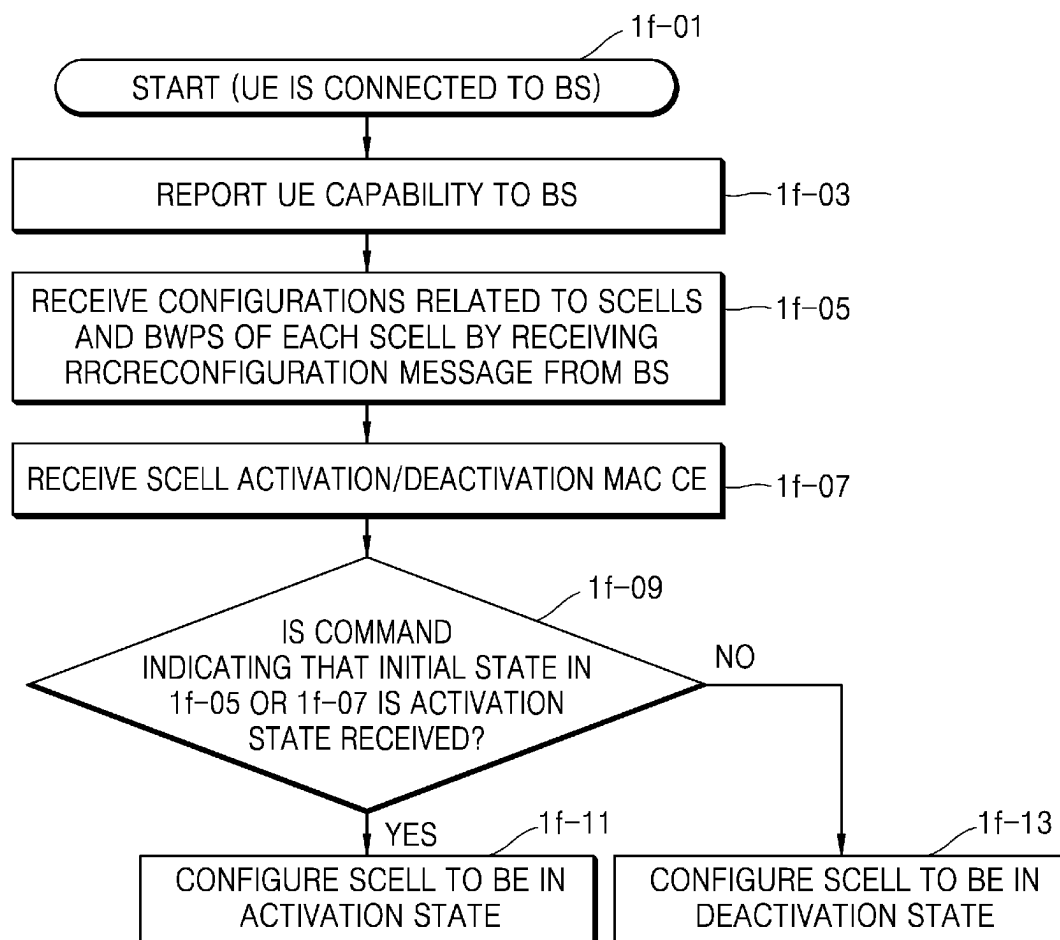 1f-01
START (UE IS CONNECTED TO BS)
REPORT UE CAPABILITY TO BS
1f-03
RECEIVE CONFIGURATIONS RELATED TO SCELLS
AND BWPS OF EACH SCELL BY RECEIVING
RRCRECONFIGURATION MESSAGE FROM BS
1f-05
RECEIVE SCELL ACTIVATION/DEACTIVATION MAC CE
1f-07
1f-09
IS COMMAND
INDICATING THAT INITIAL STATE IN
1f-05 OR 1f-07 IS ACTIVATION
STATE RECEIVED?
NO
YES
1f-11
CONFIGURE SCELL TO BE IN
ACTIVATION STATE
1f-13
CONFIGURE SCELL TO BE IN
DEACTIVATION STATE